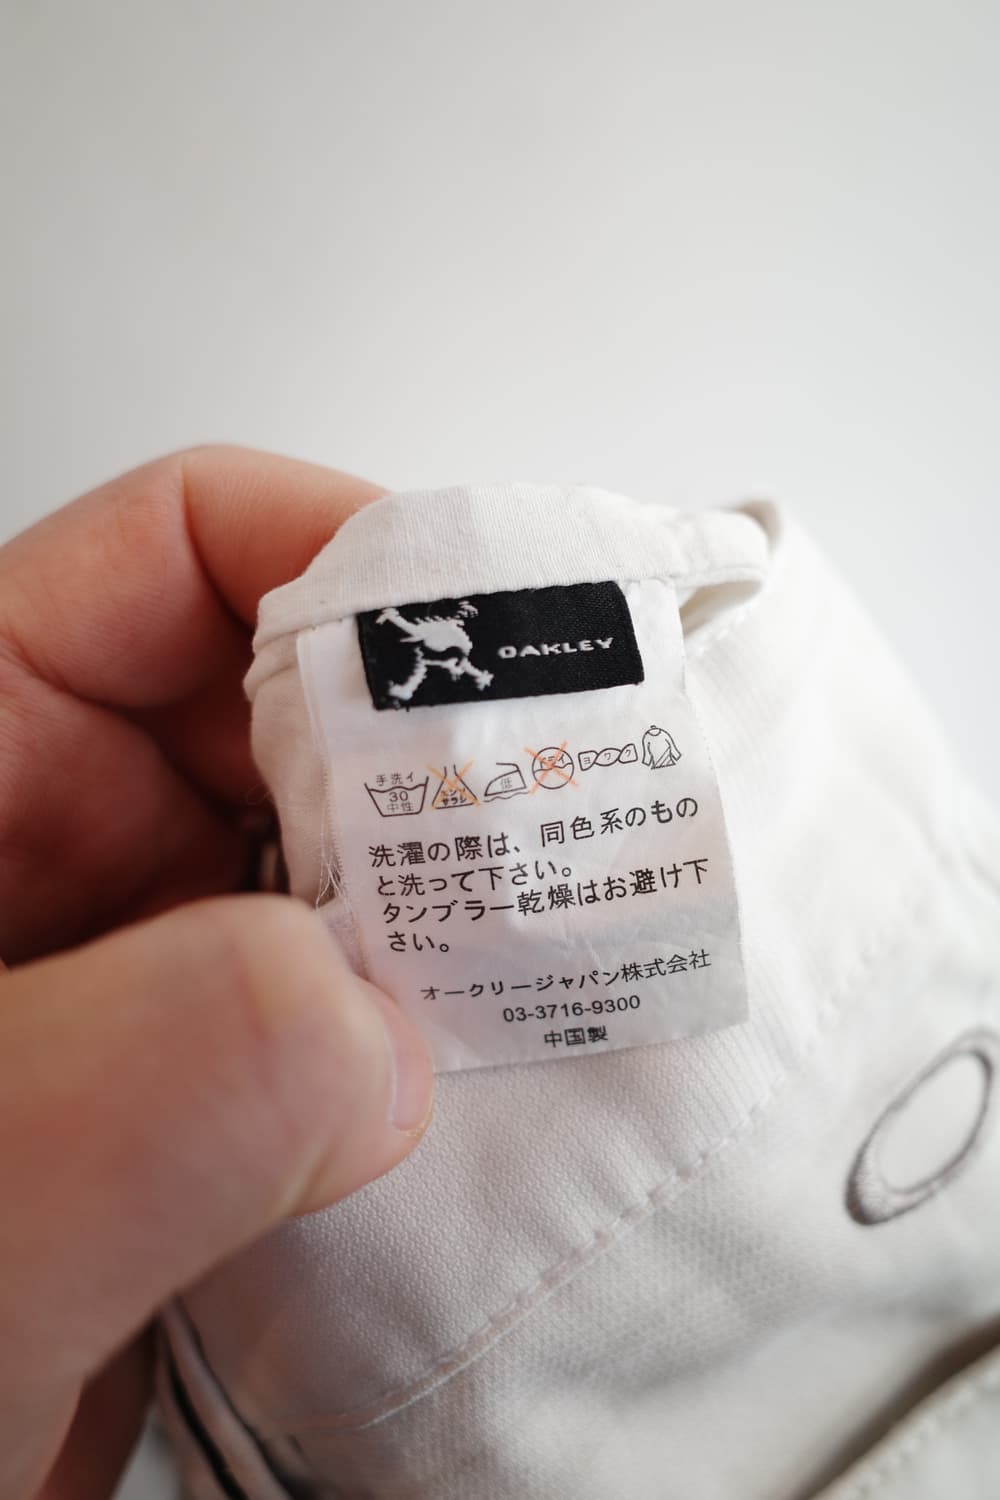 OAKLEY
手洗イ
30
中性
エンソ
サラシ
低
ドライ
ヨワク
洗濯の際は、同色系のもの
と洗って下さい。
タンブラー乾燥はお避け下
さい。
オークリージャパン株式会社
03-3716-9300
中国製